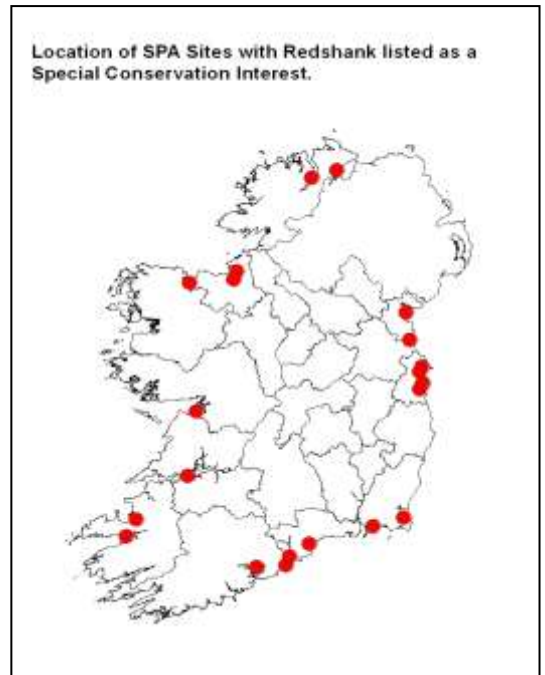 Location of SPA Sites with Redshank listed as a
Special Conservation Interest.